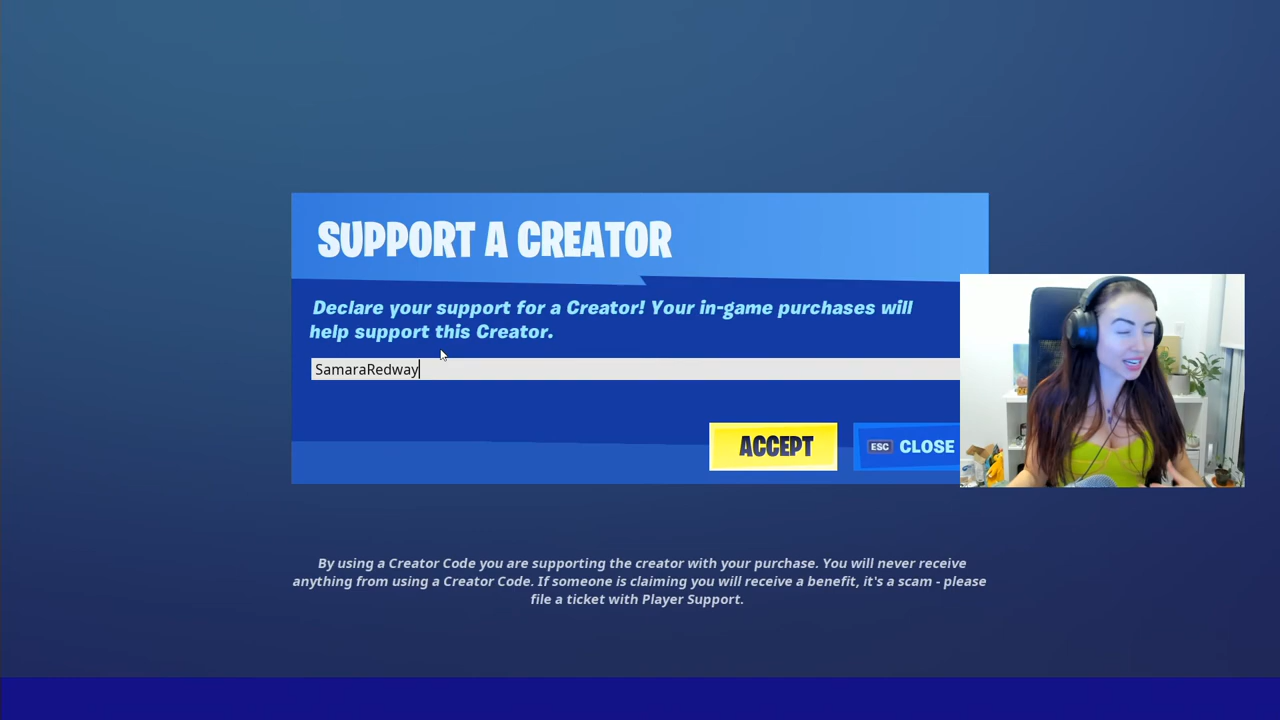 SUPPORT A CREATOR
Declare your support for a Creator! Your in-game purchases will
help support this Creator.
SamaraRedway
ACCEPT
ESC CLOSE
By using a Creator Code you are supporting the creator with your purchase. You will never receive
anything from using a Creator Code. If someone is claiming you will receive a benefit, it's a scam - please
file a ticket with Player Support.